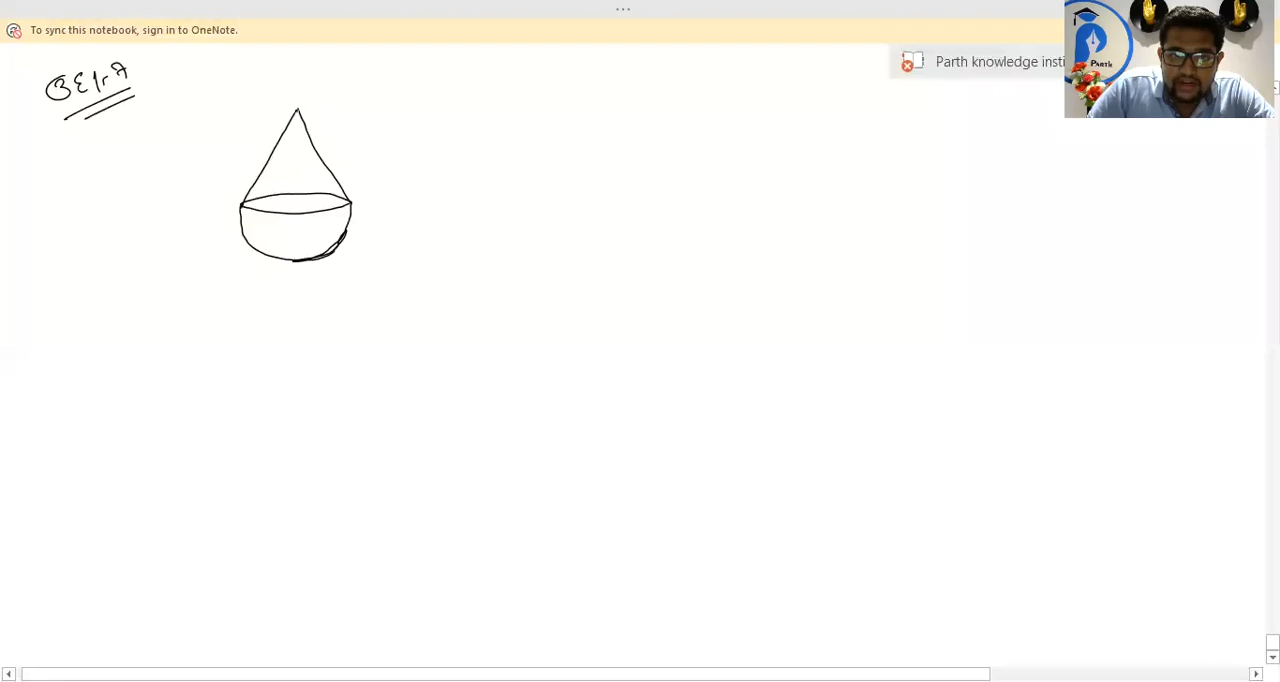 ...
To sync this notebook, sign in to OneNote.
Parth knowledge insti
PARTH